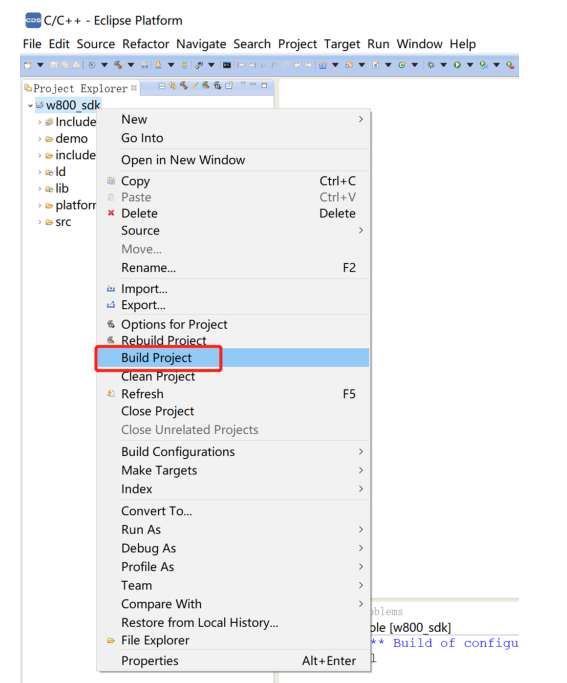 CDS C/C++ - Eclipse Platform
File Edit Source Refactor Navigate Search Project Target Run Window Help
Project Explorer
w800_sdk
Include
demo
include
ld
lib
platforr
src
New
Go Into
Open in New Window
Copy Ctrl+C
Paste Ctrl+V
Delete Delete
Source
Move...
Rename... F2
Import...
Export...
Options for Project
Rebuild Project
Build Project
Clean Project
Refresh F5
Close Project
Close Unrelated Projects
Build Configurations
Make Targets
Index
Convert To...
Run As
Debug As
Profile As
Team
Compare With
Restore from Local History...
File Explorer
Properties Alt+Enter
oblems
ole [w800_sdk]
** Build of configu
l